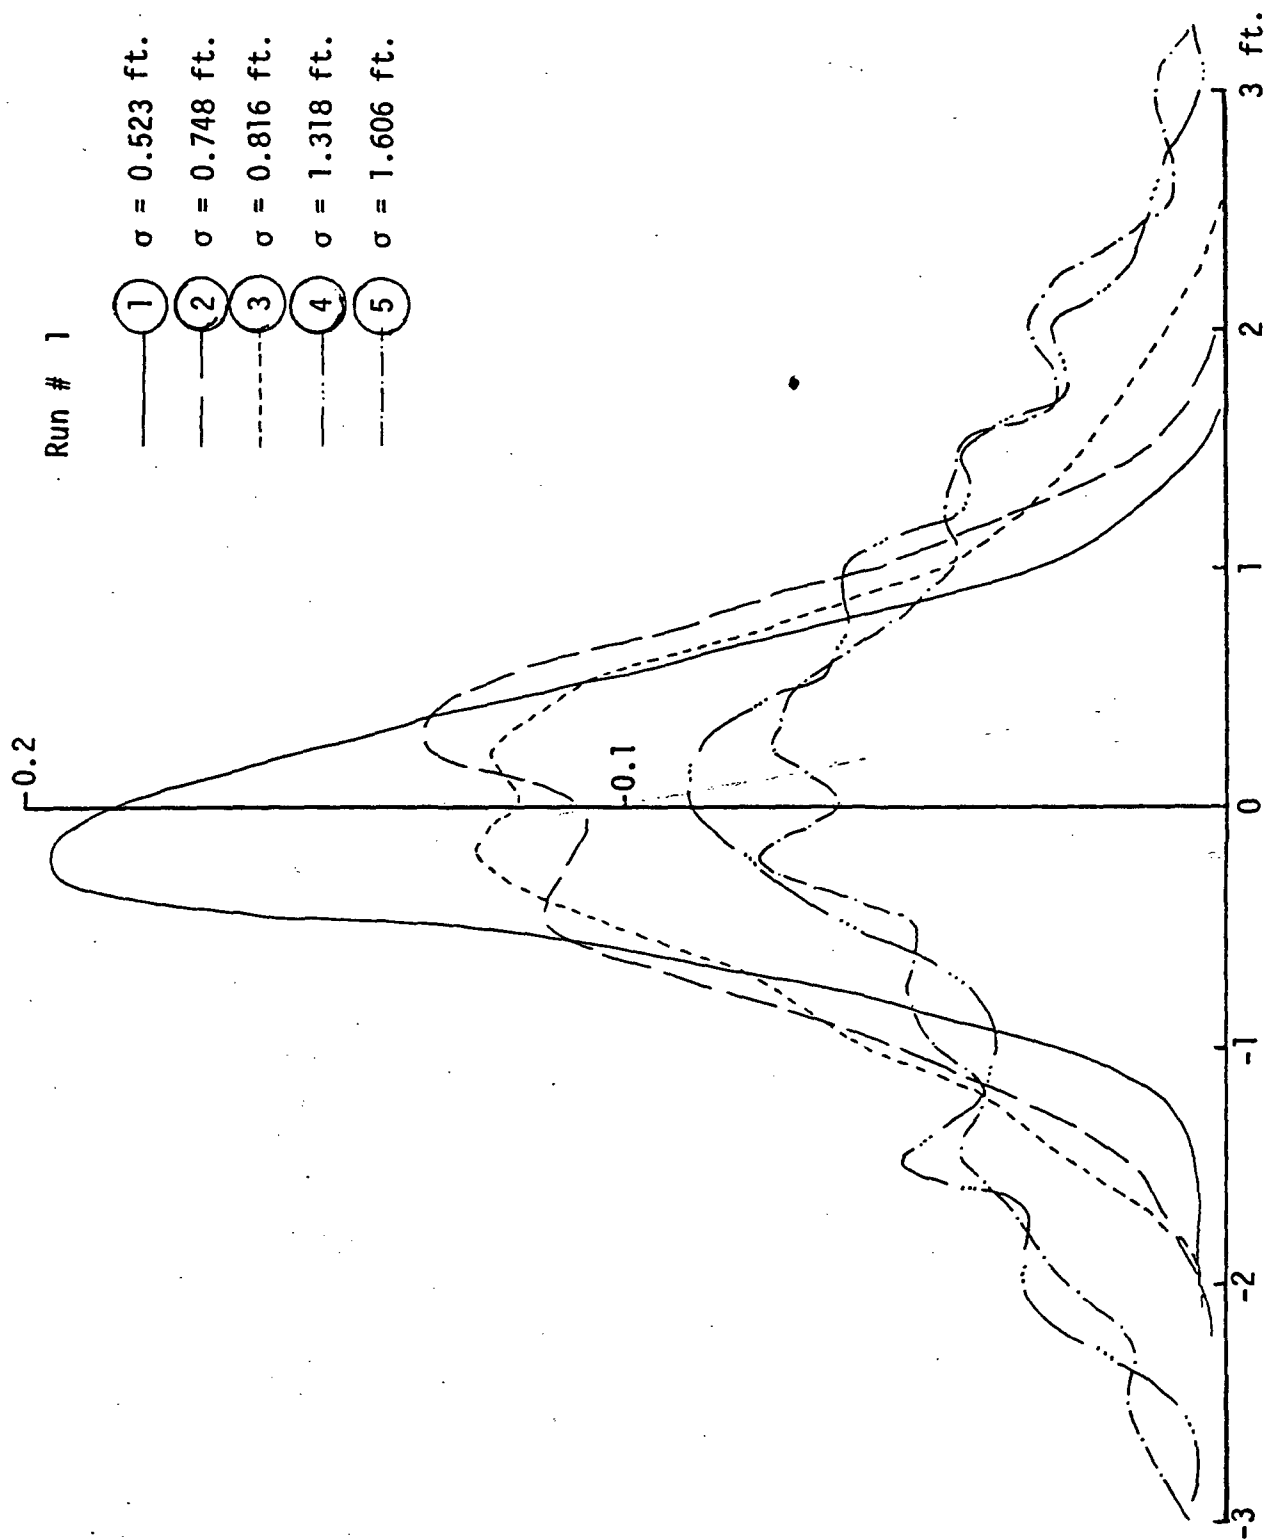 Run # 1
1 σ = 0.523 ft.
2 σ = 0.748 ft.
3 σ = 0.816 ft.
4 σ = 1.318 ft.
5 σ = 1.606 ft.
0.2
0.1
-3 -2 -1 0 1 2 3 ft.